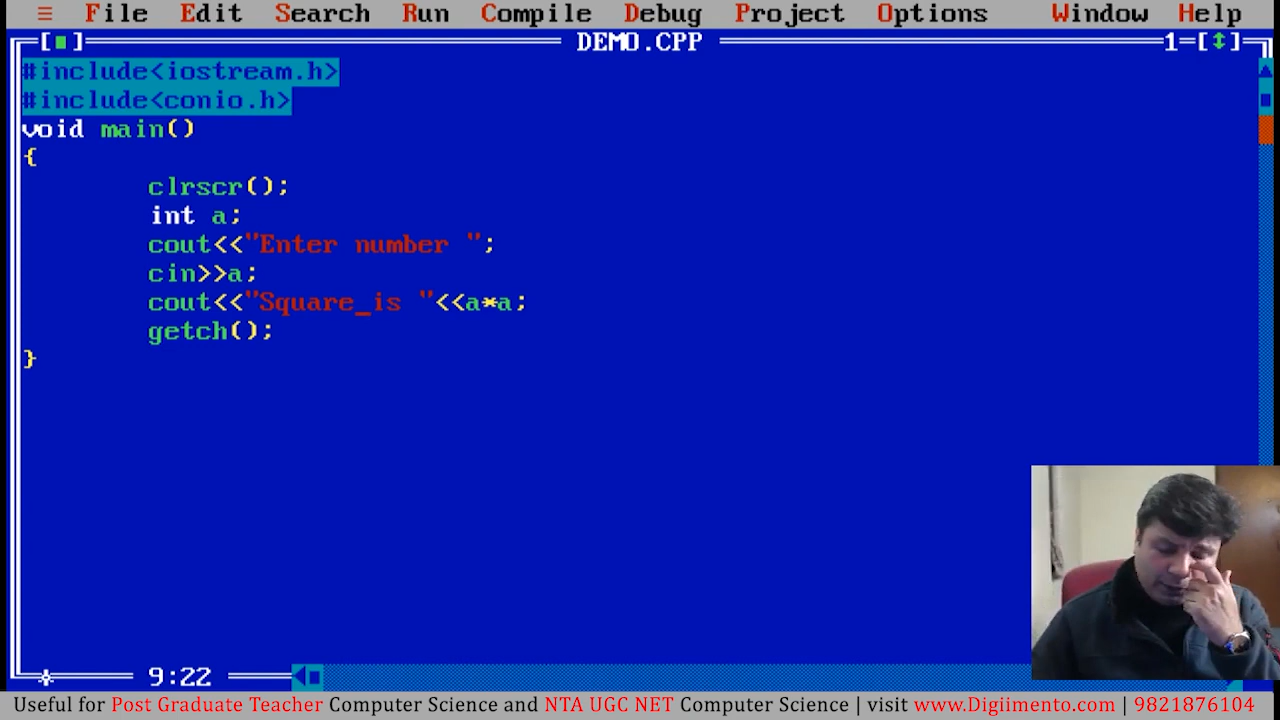 ≡ File Edit Search Run Compile Debug Project Options Window Help
[■] DEMO.CPP 1=[↕]
#include<iostream.h>
#include<conio.h>
void main()
{
clrscr();
int a;
cout<<"Enter number ";
cin>>a;
cout<<"Square_is "<<a*a;
getch();
}
9:22
Useful for Post Graduate Teacher Computer Science and NTA UGC NET Computer Science | visit www.Digiimento.com | 9821876104